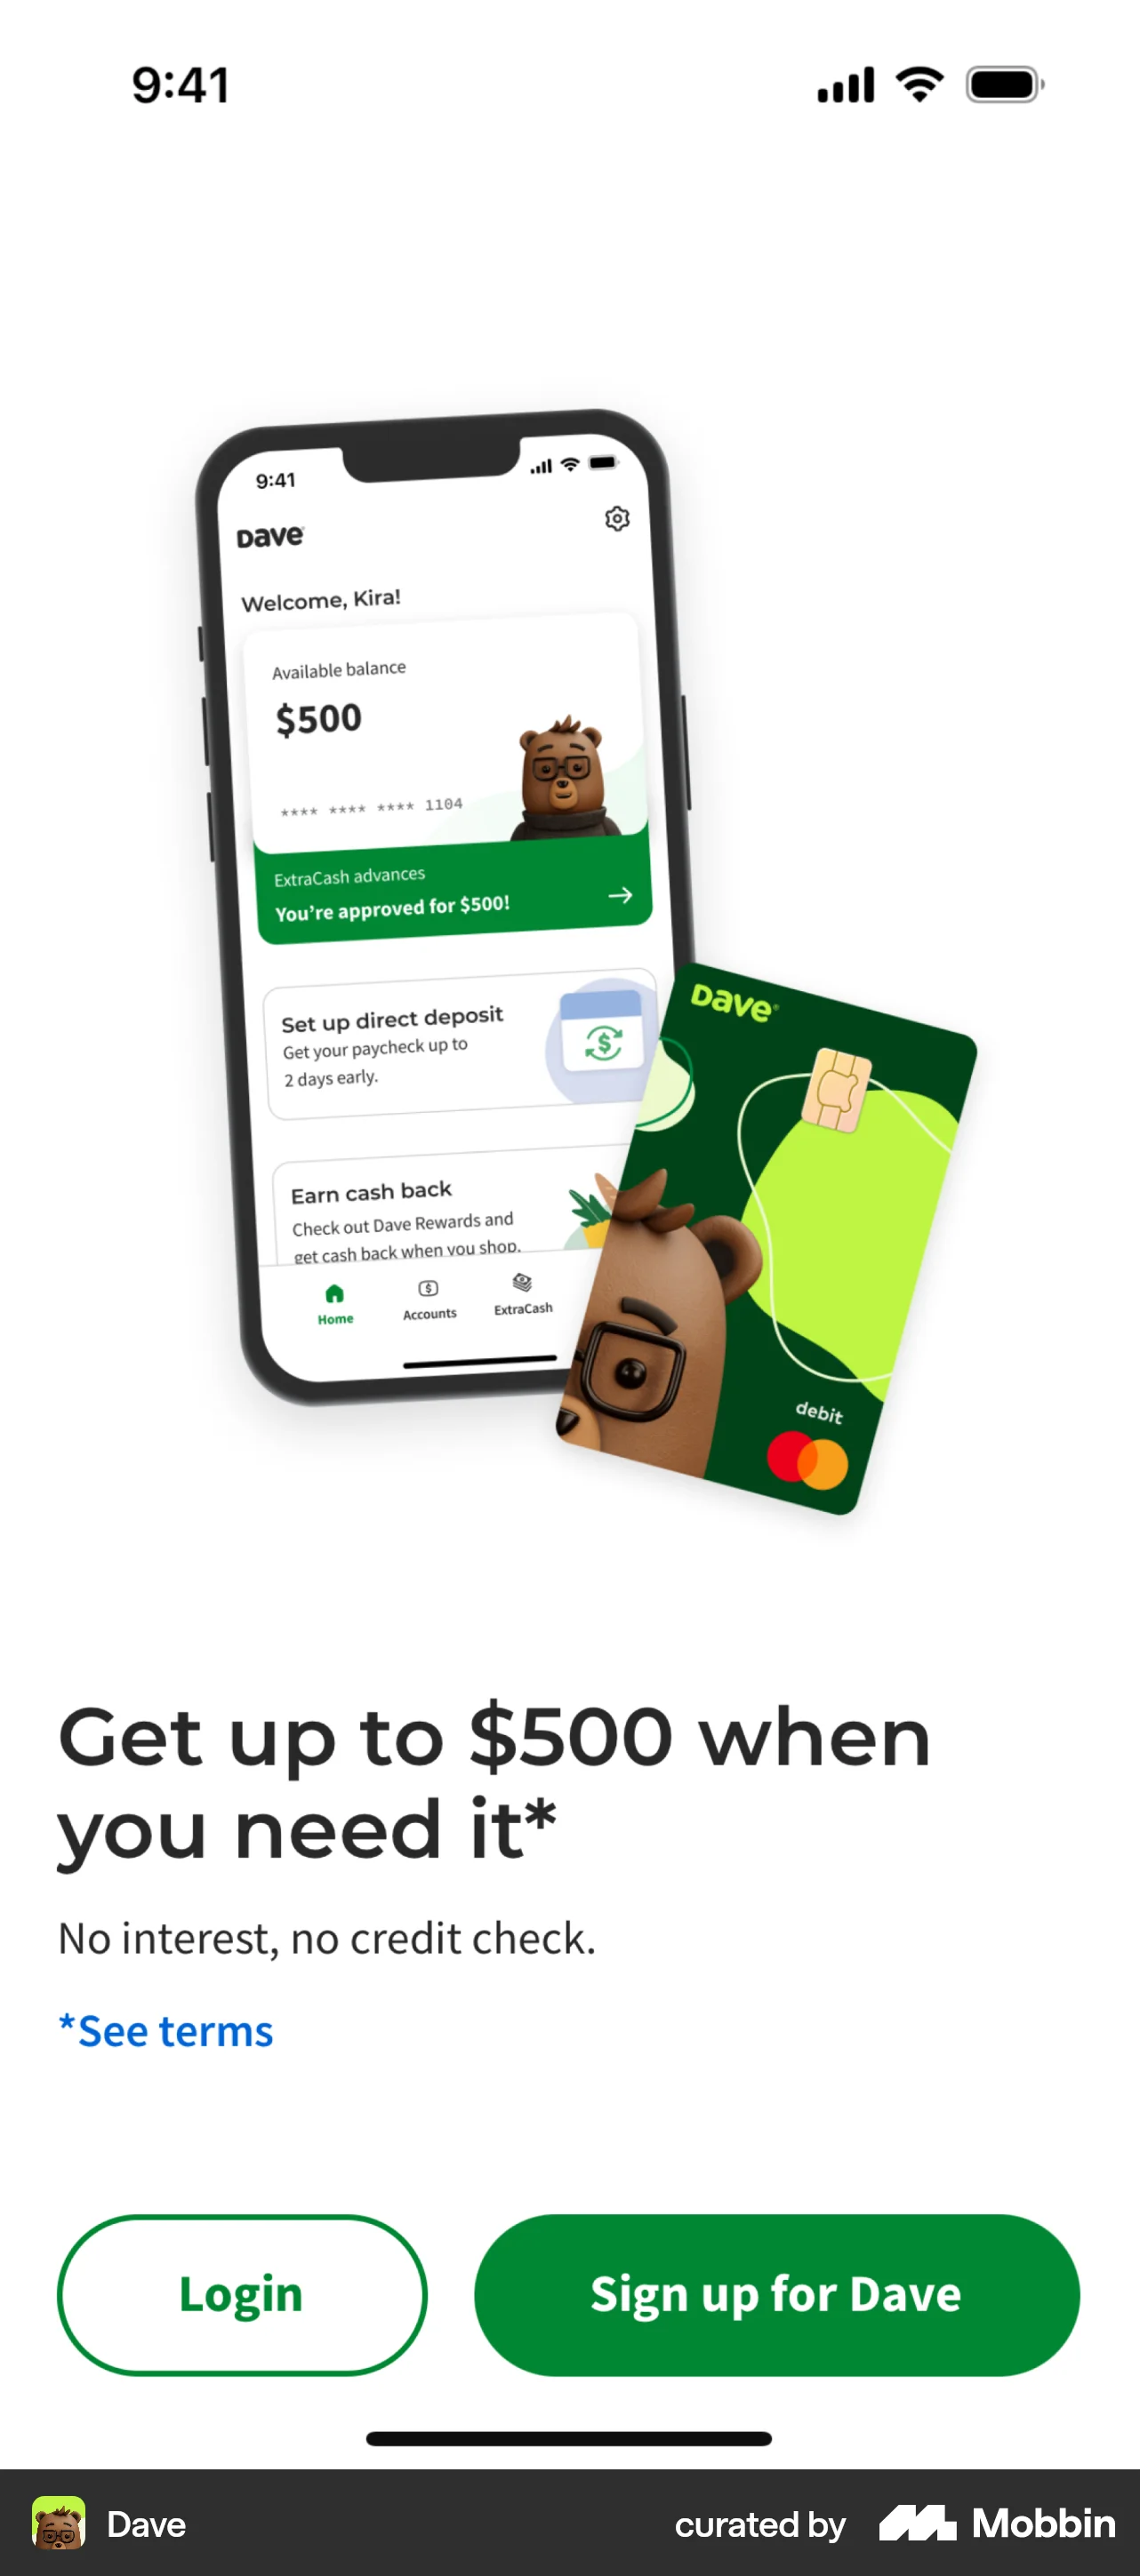 9:41
9:41
Dave
Welcome, Kira!
Available balance
$500
**** **** **** 1104
ExtraCash advances
You're approved for $500!
Set up direct deposit
Get your paycheck up to
2 days early.
$
Earn cash back
Check out Dave Rewards and
get cash back when you shop.
$
Home
Accounts
ExtraCash
Dave®
debit
Get up to $500 when
you need it*
No interest, no credit check.
*See terms
Login
Sign up for Dave
Dave
curated by Mobbin